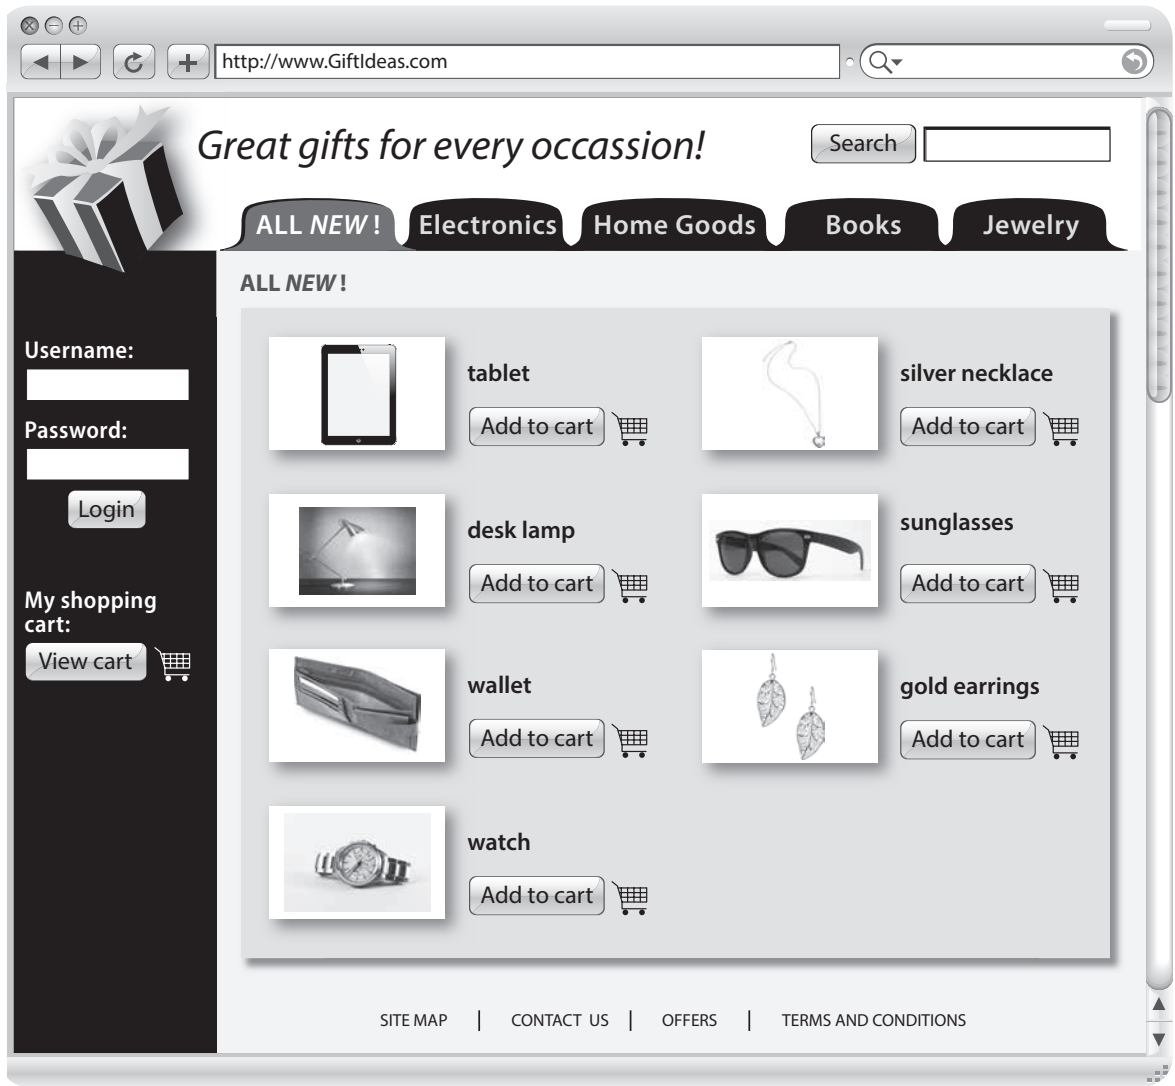 http://www.GiftIdeas.com
Great gifts for every occassion!
Search
ALL NEW !
Electronics
Home Goods
Books
Jewelry
ALL NEW !
Username:
Password:
Login
My shopping
cart:
View cart
tablet
Add to cart
silver necklace
Add to cart
desk lamp
Add to cart
sunglasses
Add to cart
wallet
Add to cart
gold earrings
Add to cart
watch
Add to cart
SITE MAP | CONTACT US | OFFERS | TERMS AND CONDITIONS